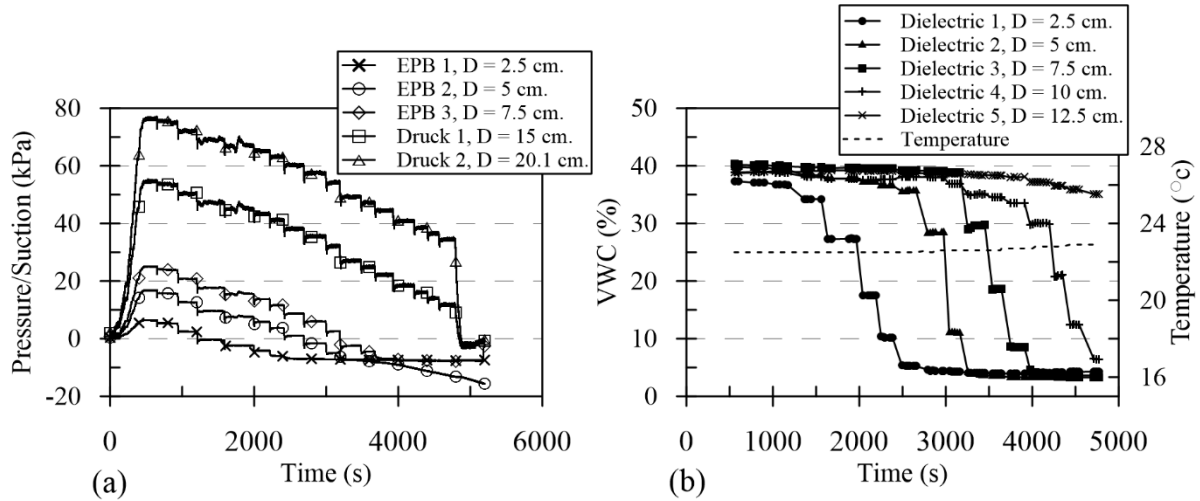 EPB 1, D = 2.5 cm.
EPB 2, D = 5 cm.
EPB 3, D = 7.5 cm.
Druck 1, D = 15 cm.
Druck 2, D = 20.1 cm.
Pressure/Suction (kPa)
80
60
40
20
0
-20
0
2000
4000
6000
Time (s)
(a)
Dielectric 1, D = 2.5 cm.
Dielectric 2, D = 5 cm.
Dielectric 3, D = 7.5 cm.
Dielectric 4, D = 10 cm.
Dielectric 5, D = 12.5 cm.
Temperature
VWC (%)
50
40
30
20
10
0
28
26
24
22
20
18
16
Temperature (°c)
0
1000
2000
3000
4000
5000
Time (s)
(b)